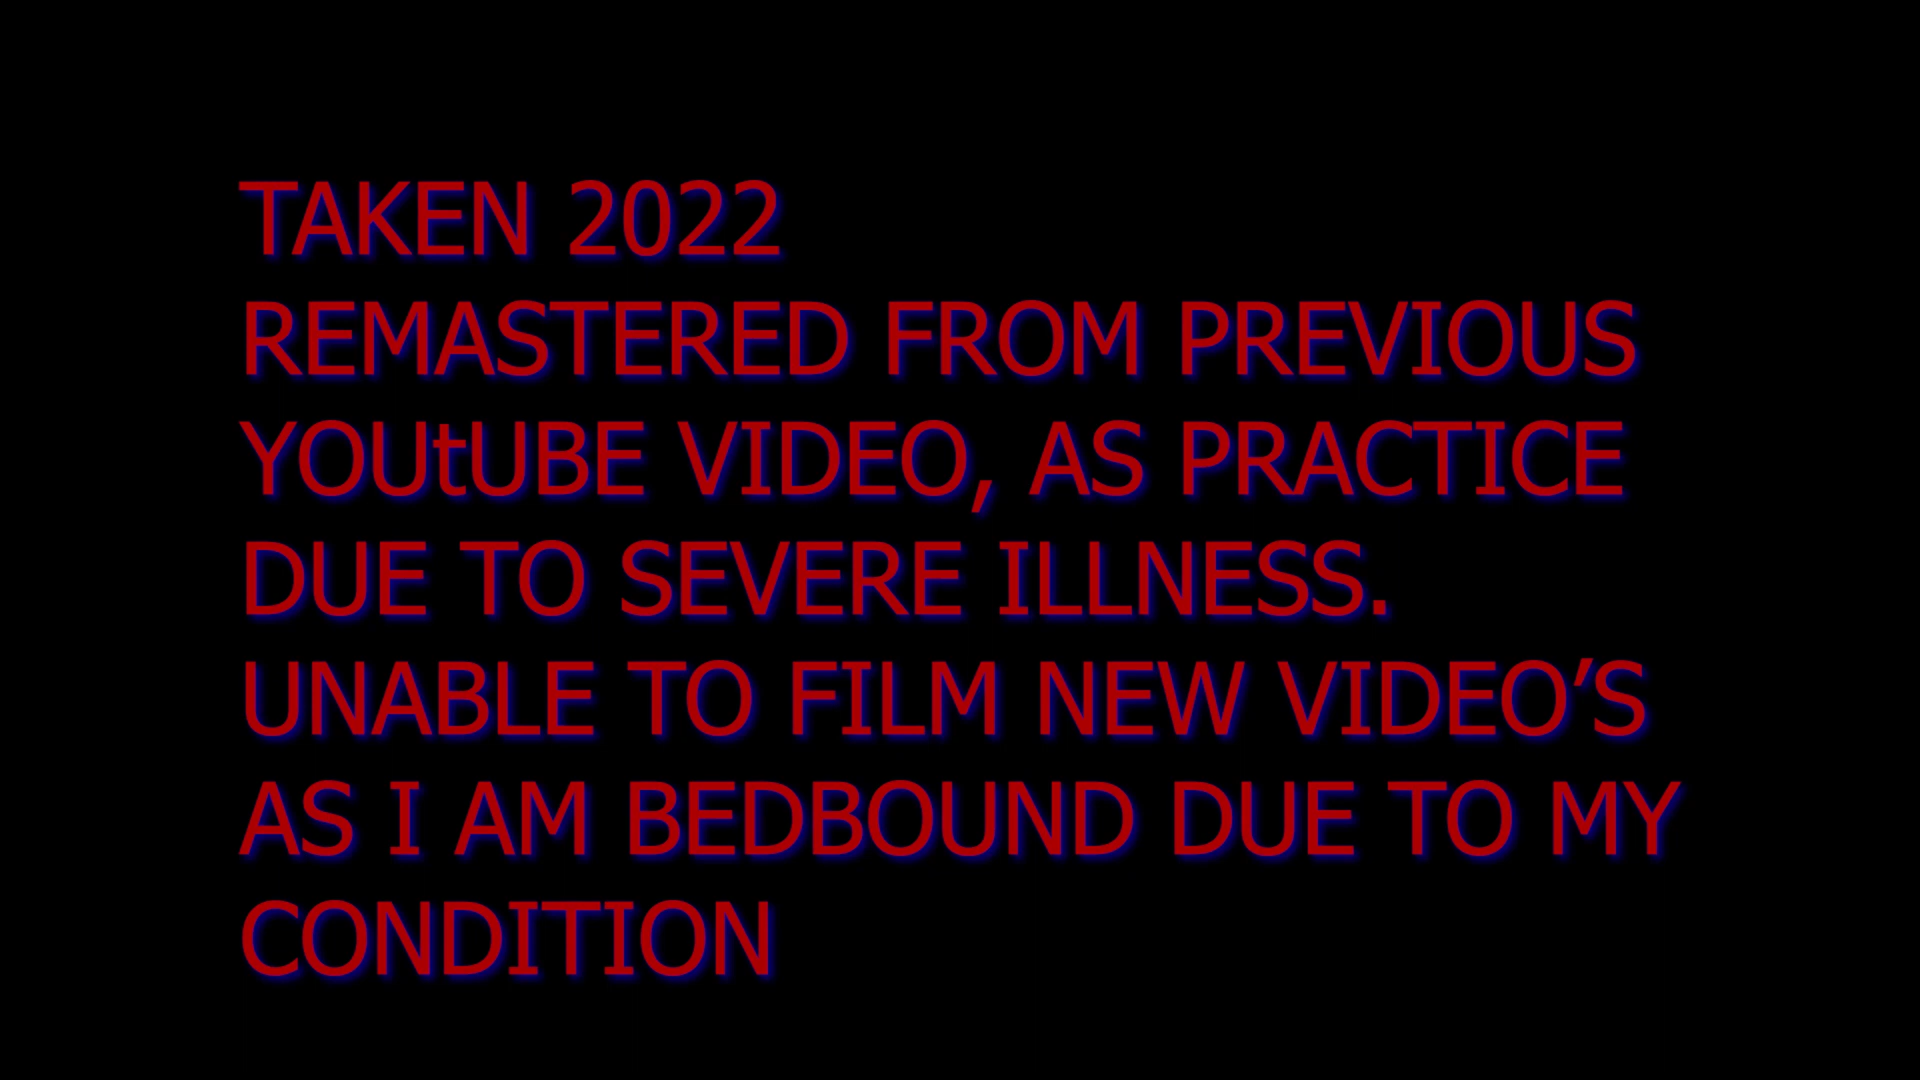 TAKEN 2022
REMASTERED FROM PREVIOUS
YOUtUBE VIDEO, AS PRACTICE
DUE TO SEVERE ILLNESS.
UNABLE TO FILM NEW VIDEO’S
AS I AM BEDBOUND DUE TO MY
CONDITION